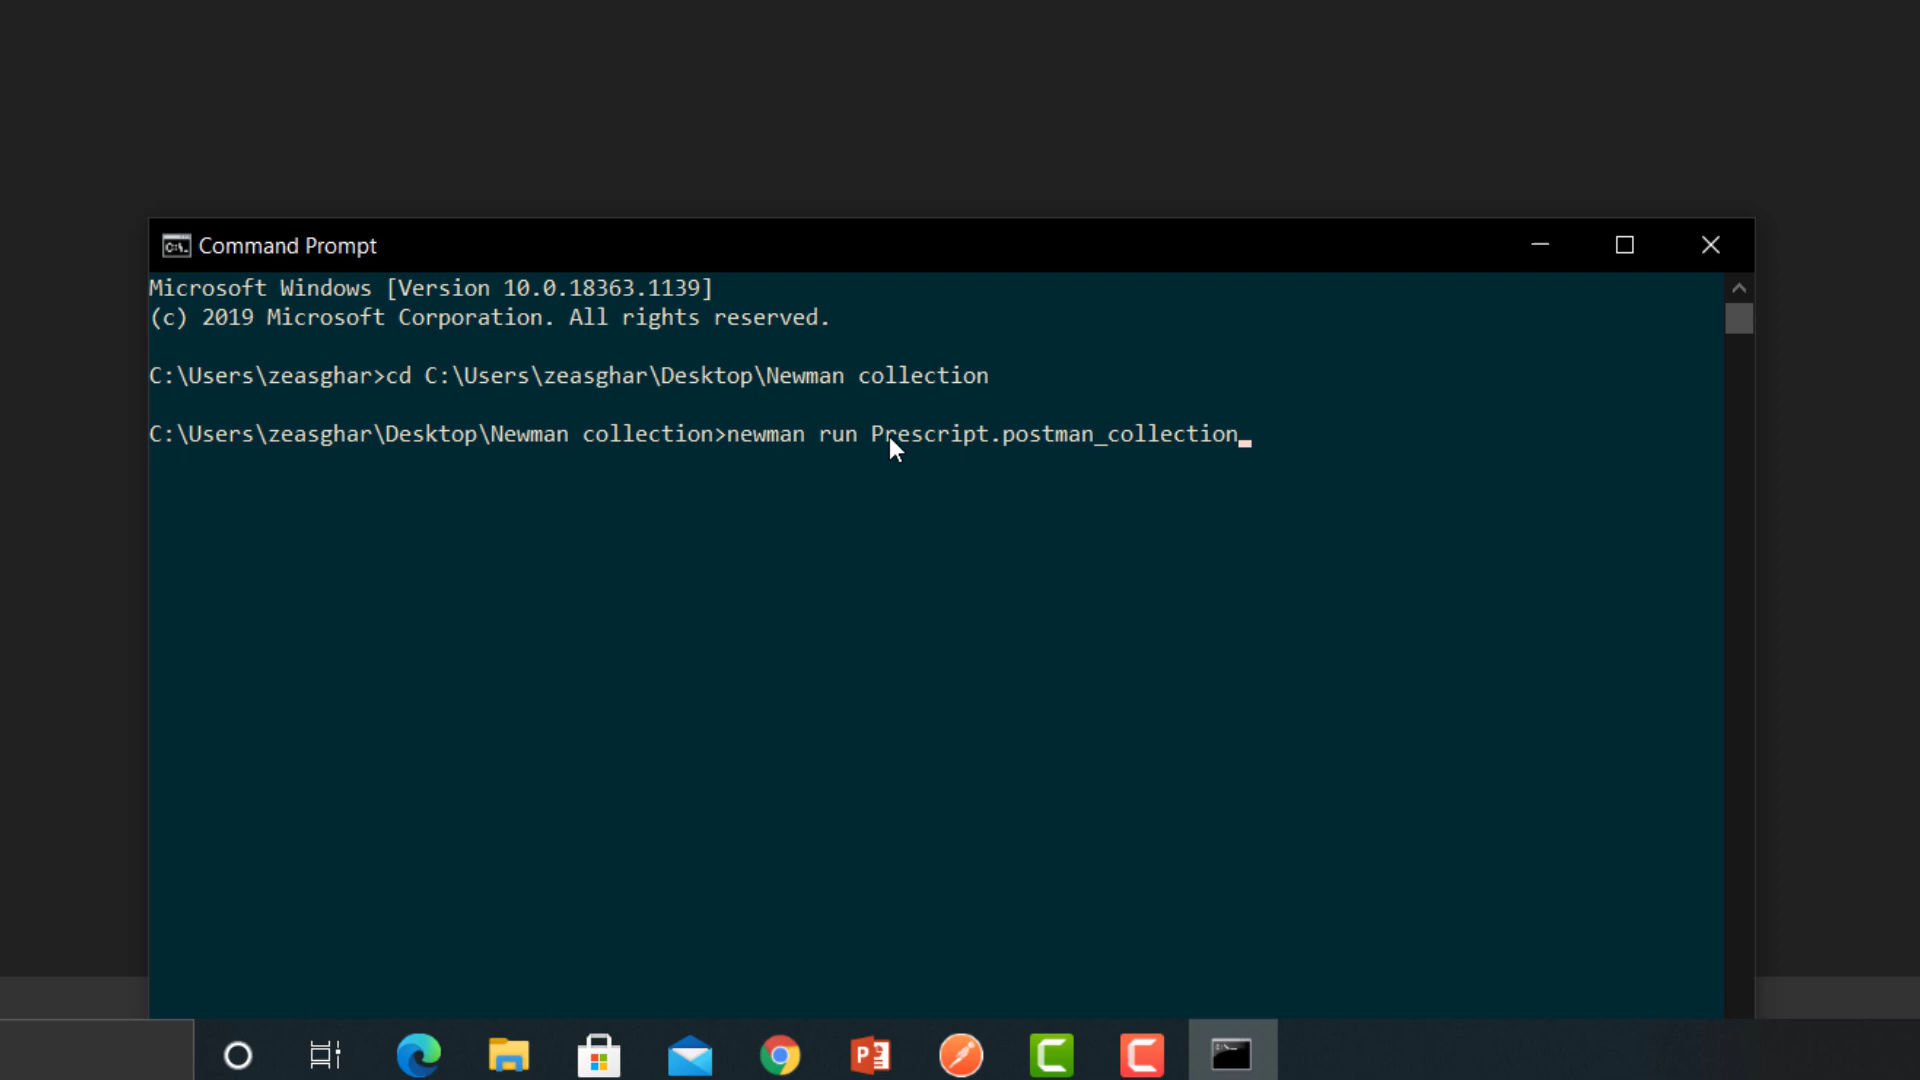 Command Prompt
Microsoft Windows [Version 10.0.18363.1139]
(c) 2019 Microsoft Corporation. All rights reserved.
C:\Users\zeasghar>cd C:\Users\zeasghar\Desktop\Newman collection
C:\Users\zeasghar\Desktop\Newman collection>newman run Prescript.postman_collection